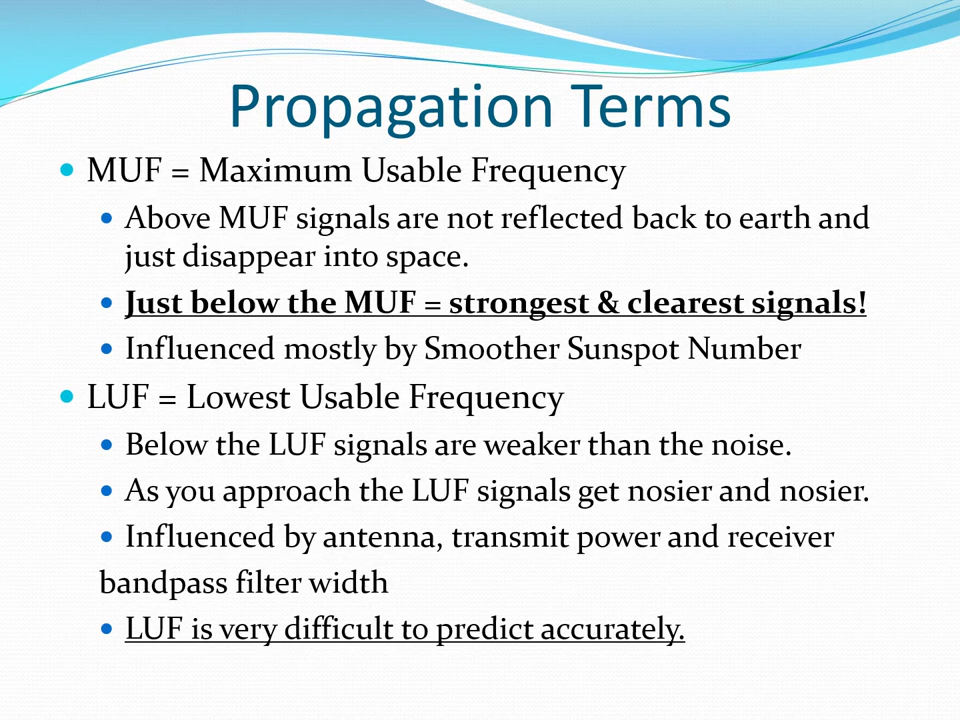 Propagation Terms
• MUF = Maximum Usable Frequency
• Above MUF signals are not reflected back to earth and
just disappear into space.
• Just below the MUF = strongest & clearest signals!
• Influenced mostly by Smoother Sunspot Number
• LUF = Lowest Usable Frequency
• Below the LUF signals are weaker than the noise.
• As you approach the LUF signals get nosier and nosier.
• Influenced by antenna, transmit power and receiver
bandpass filter width
• LUF is very difficult to predict accurately.